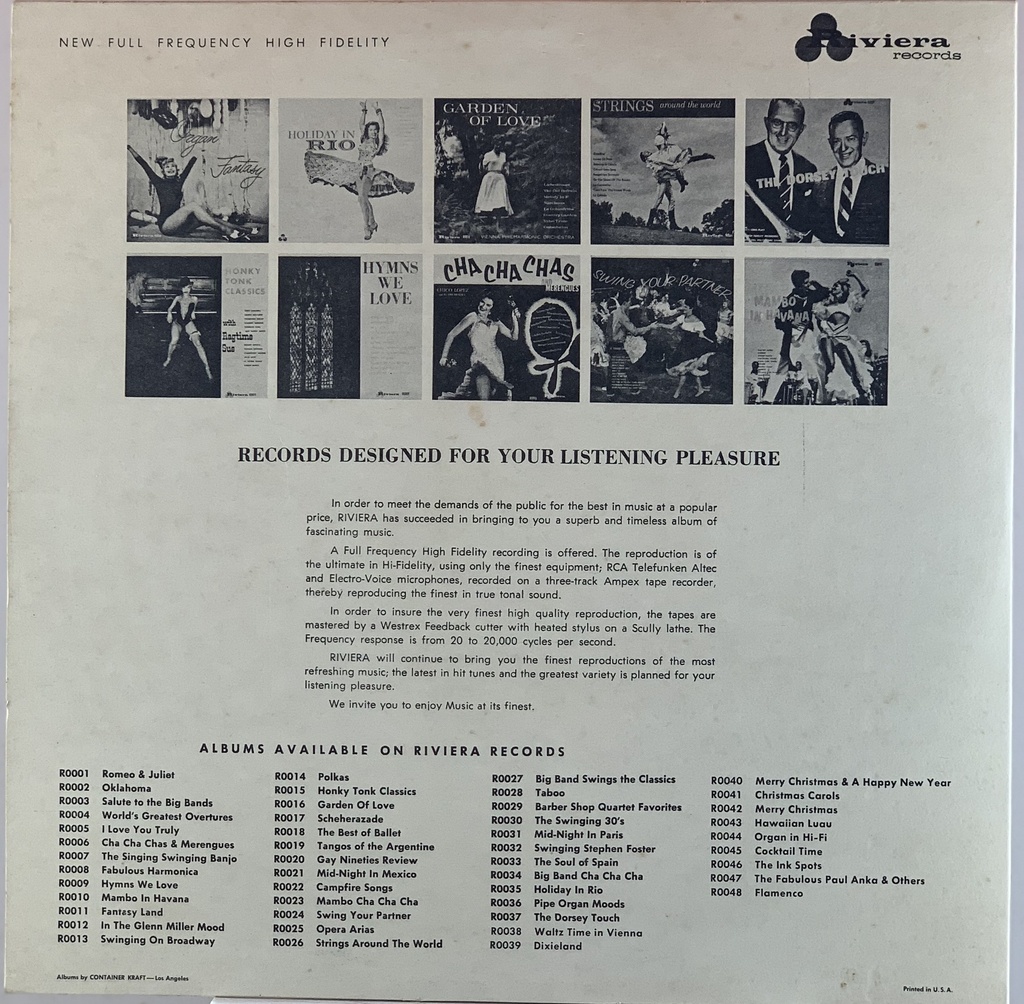 NEW FULL FREQUENCY HIGH FIDELITY
Riviera
records
Pagan
Fantasy
HOLIDAY IN
RIO
GARDEN
OF LOVE
VIENNA PHILHARMONIC ORCHESTRA
STRINGS around the world
THE DORSEY TOUCH
HONKY
TONK
CLASSICS
with
Ragtime
Gus
HYMNS
WE
LOVE
CHA CHA CHAS
AND
MERENGUES
CHICO LOPEZ
SWING YOUR PARTNER
MAMBO
IN HAVANA
RECORDS DESIGNED FOR YOUR LISTENING PLEASURE
In order to meet the demands of the public for the best in music at a popular
price, RIVIERA has succeeded in bringing to you a superb and timeless album of
fascinating music.
A Full Frequency High Fidelity recording is offered. The reproduction is of
the ultimate in Hi-Fidelity, using only the finest equipment; RCA Telefunken Altec
and Electro-Voice microphones, recorded on a three-track Ampex tape recorder,
thereby reproducing the finest in true tonal sound.
In order to insure the very finest high quality reproduction, the tapes are
mastered by a Westrex Feedback cutter with heated stylus on a Scully lathe. The
Frequency response is from 20 to 20,000 cycles per second.
RIVIERA will continue to bring you the finest reproductions of the most
refreshing music; the latest in hit tunes and the greatest variety is planned for your
listening pleasure.
We invite you to enjoy Music at its finest.
ALBUMS AVAILABLE ON RIVIERA RECORDS
R0001 Romeo & Juliet
R0002 Oklahoma
R0003 Salute to the Big Bands
R0004 World's Greatest Overtures
R0005 I Love You Truly
R0006 Cha Cha Chas & Merengues
R0007 The Singing Swinging Banjo
R0008 Fabulous Harmonica
R0009 Hymns We Love
R0010 Mambo In Havana
R0011 Fantasy Land
R0012 In The Glenn Miller Mood
R0013 Swinging On Broadway
R0014 Polkas
R0015 Honky Tonk Classics
R0016 Garden Of Love
R0017 Scheherazade
R0018 The Best of Ballet
R0019 Tangos of the Argentine
R0020 Gay Nineties Review
R0021 Mid-Night In Mexico
R0022 Campfire Songs
R0023 Mambo Cha Cha Cha
R0024 Swing Your Partner
R0025 Opera Arias
R0026 Strings Around The World
R0027 Big Band Swings the Classics
R0028 Taboo
R0029 Barber Shop Quartet Favorites
R0030 The Swinging 30's
R0031 Mid-Night In Paris
R0032 Swinging Stephen Foster
R0033 The Soul of Spain
R0034 Big Band Cha Cha Cha
R0035 Holiday In Rio
R0036 Pipe Organ Moods
R0037 The Dorsey Touch
R0038 Waltz Time in Vienna
R0039 Dixieland
R0040 Merry Christmas & A Happy New Year
R0041 Christmas Carols
R0042 Merry Christmas
R0043 Hawaiian Luau
R0044 Organ in Hi-Fi
R0045 Cocktail Time
R0046 The Ink Spots
R0047 The Fabulous Paul Anka & Others
R0048 Flamenco
Albums by CONTAINER KRAFT—Los Angeles
Printed in U. S. A.